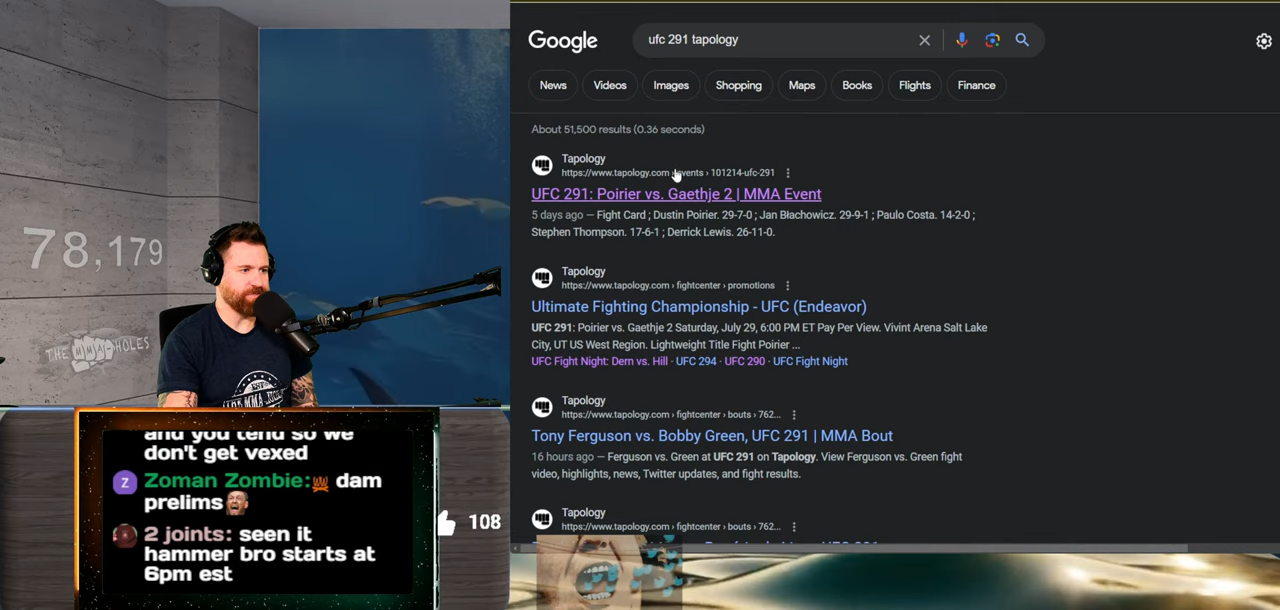 78,179
THE MMA HOLES
and you tend so we
don't get vexed
Z
Zoman Zombie: dam
prelims
2 joints: seen it
hammer bro starts at
6pm est
108
Google
ufc 291 tapology
News
Videos
Images
Shopping
Maps
Books
Flights
Finance
About 51,500 results (0.36 seconds)
Tapology
https://www.tapology.com › events › 101214-ufc-291
UFC 291: Poirier vs. Gaethje 2 | MMA Event
5 days ago — Fight Card ; Dustin Poirier. 29-7-0 ; Jan Błachowicz. 29-9-1 ; Paulo Costa. 14-2-0 ;
Stephen Thompson. 17-6-1 ; Derrick Lewis. 26-11-0.
Tapology
https://www.tapology.com › fightcenter › promotions
Ultimate Fighting Championship - UFC (Endeavor)
UFC 291: Poirier vs. Gaethje 2 Saturday, July 29, 6:00 PM ET Pay Per View. Vivint Arena Salt Lake
City, UT US West Region. Lightweight Title Fight Poirier ...
UFC Fight Night: Dern vs. Hill · UFC 294 · UFC 290 · UFC Fight Night
Tapology
https://www.tapology.com › fightcenter › bouts › 762...
Tony Ferguson vs. Bobby Green, UFC 291 | MMA Bout
16 hours ago — Ferguson vs. Green at UFC 291 on Tapology. View Ferguson vs. Green fight
video, highlights, news, Twitter updates, and fight results.
Tapology
https://www.tapology.com › fightcenter › bouts › 762...